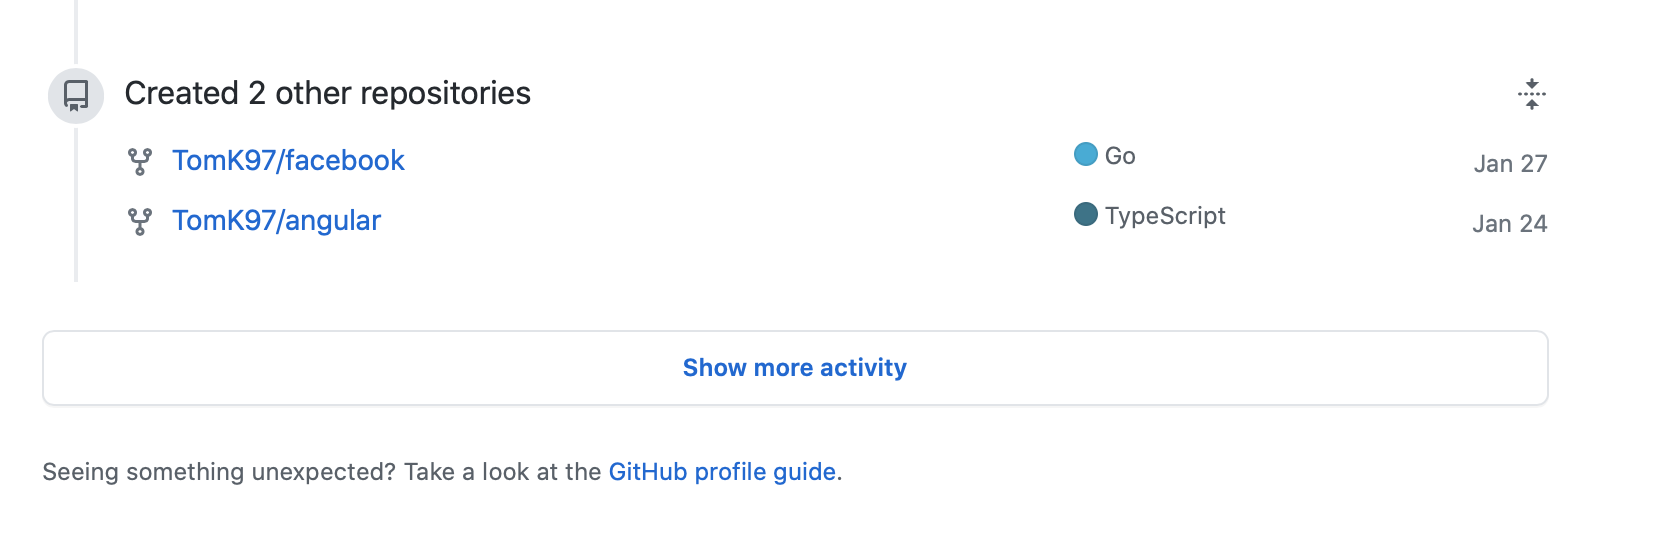 Created 2 other repositories
TomK97/facebook Go Jan 27
TomK97/angular TypeScript Jan 24
Show more activity
Seeing something unexpected? Take a look at the GitHub profile guide.